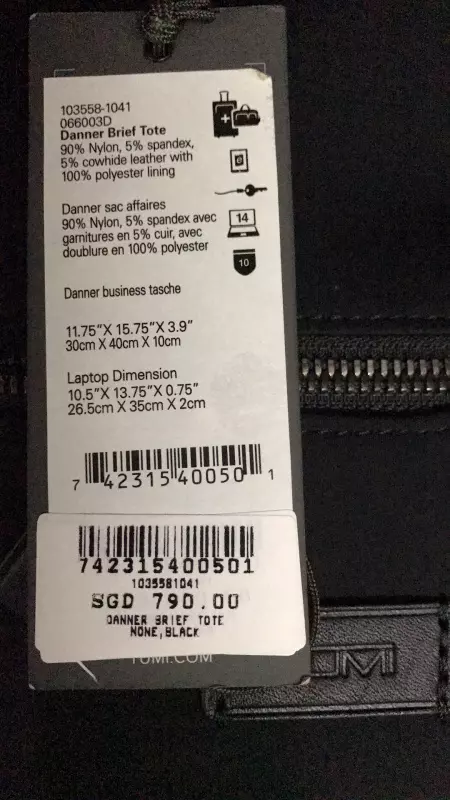 103558-1041
066003D
Danner Brief Tote
90% Nylon, 5% spandex,
5% cowhide leather with
100% polyester lining
Danner sac affaires
90% Nylon, 5% spandex avec
garnitures en 5% cuir, avec
doublure en 100% polyester
14
10
Danner business tasche
11.75"X 15.75"X 3.9"
30cm X 40cm X 10cm
Laptop Dimension
10.5"X 13.75"X 0.75"
26.5cm X 35cm X 2cm
7 42315 40050 1
742315400501
1035581041
SGD 790.00
DANNER BRIEF TOTE
NONE,BLACK
TUMI.COM
TUMI